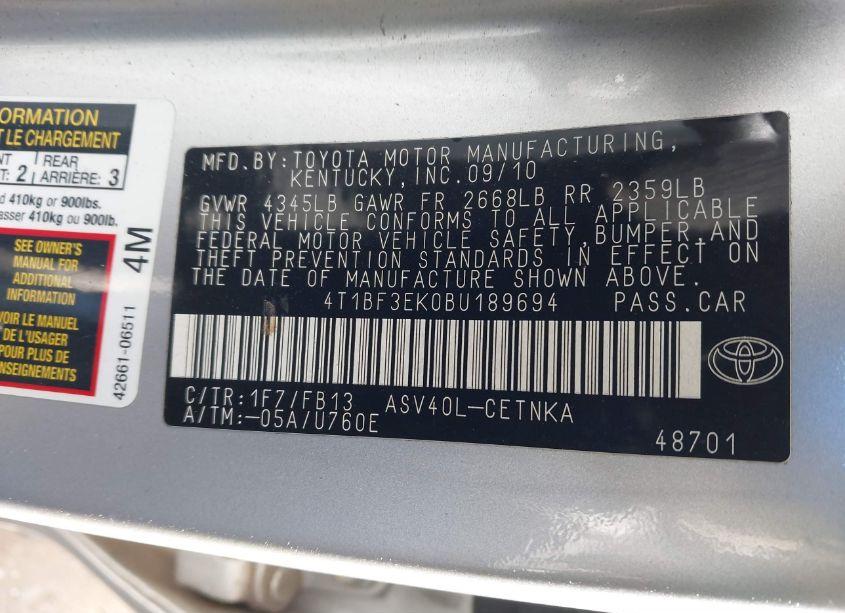 ORMATION
T LE CHARGEMENT
NT REAR
T: 2 ARRIÈRE: 3
d 410kg or 900lbs.
asser 410kg ou 900lb.
SEE OWNER'S
MANUAL FOR
ADDITIONAL
INFORMATION
VOIR LE MANUEL
DE L'USAGER
POUR PLUS DE
NSEIGNEMENTS
4M
42661-06511
MFD.BY:TOYOTA MOTOR MANUFACTURING,
KENTUCKY,INC.09/10
GVWR 4345LB GAWR FR 2668LB RR 2359LB
THIS VEHICLE CONFORMS TO ALL APPLICABLE
FEDERAL MOTOR VEHICLE SAFETY,BUMPER,AND
THEFT PREVENTION STANDARDS IN EFFECT ON
THE DATE OF MANUFACTURE SHOWN ABOVE.
4T1BF3EK0BU189694 PASS.CAR
C/TR:1F7/FB13 ASV40L-CETNKA
A/TM:-05A/U760E
48701